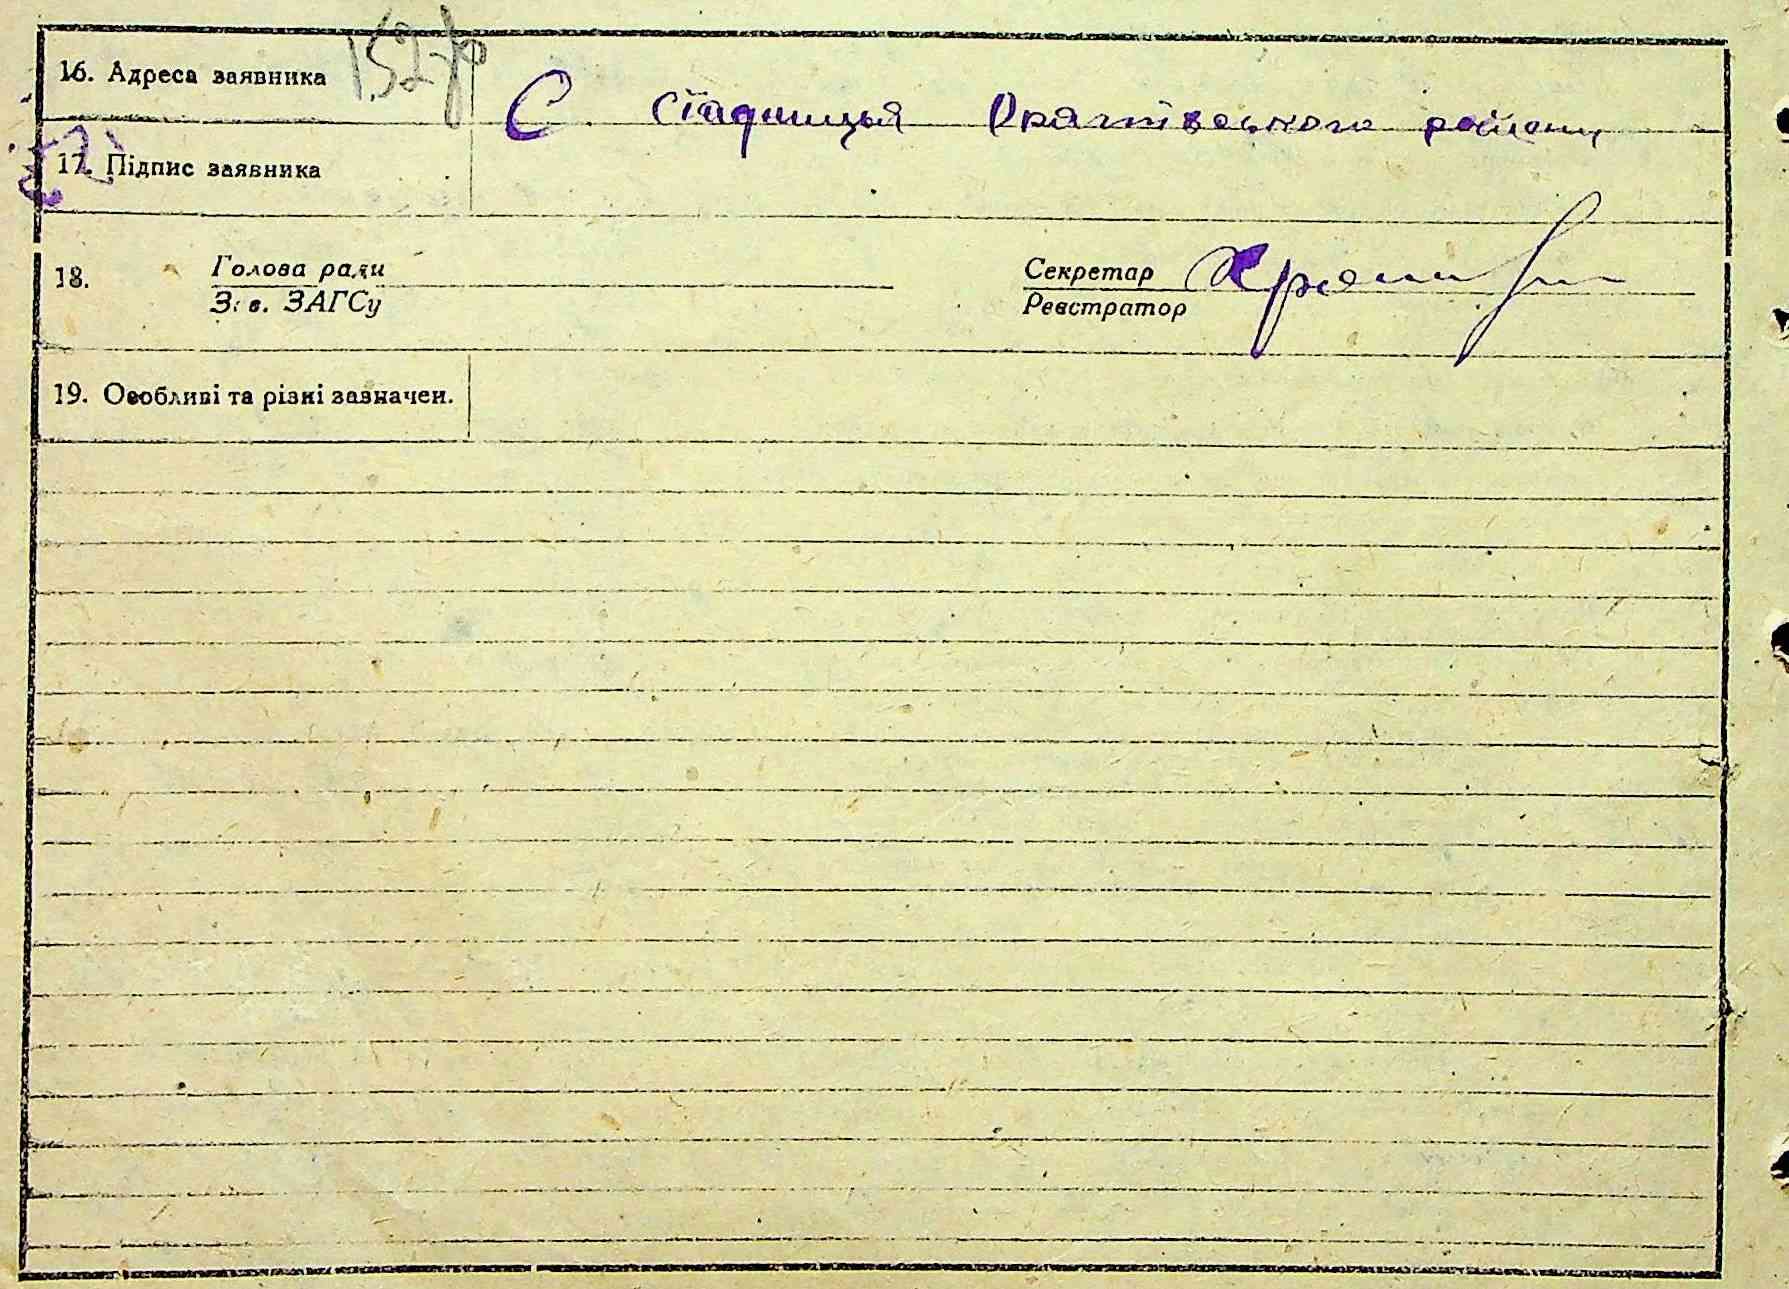 16. Адреса заявника
С. Стадниця Оратівського району
17. Підпис заявника
18. Голова ради
Зав. ЗАГСу
Секретар
Реєстратор
19. Особливі та різні зазначен.